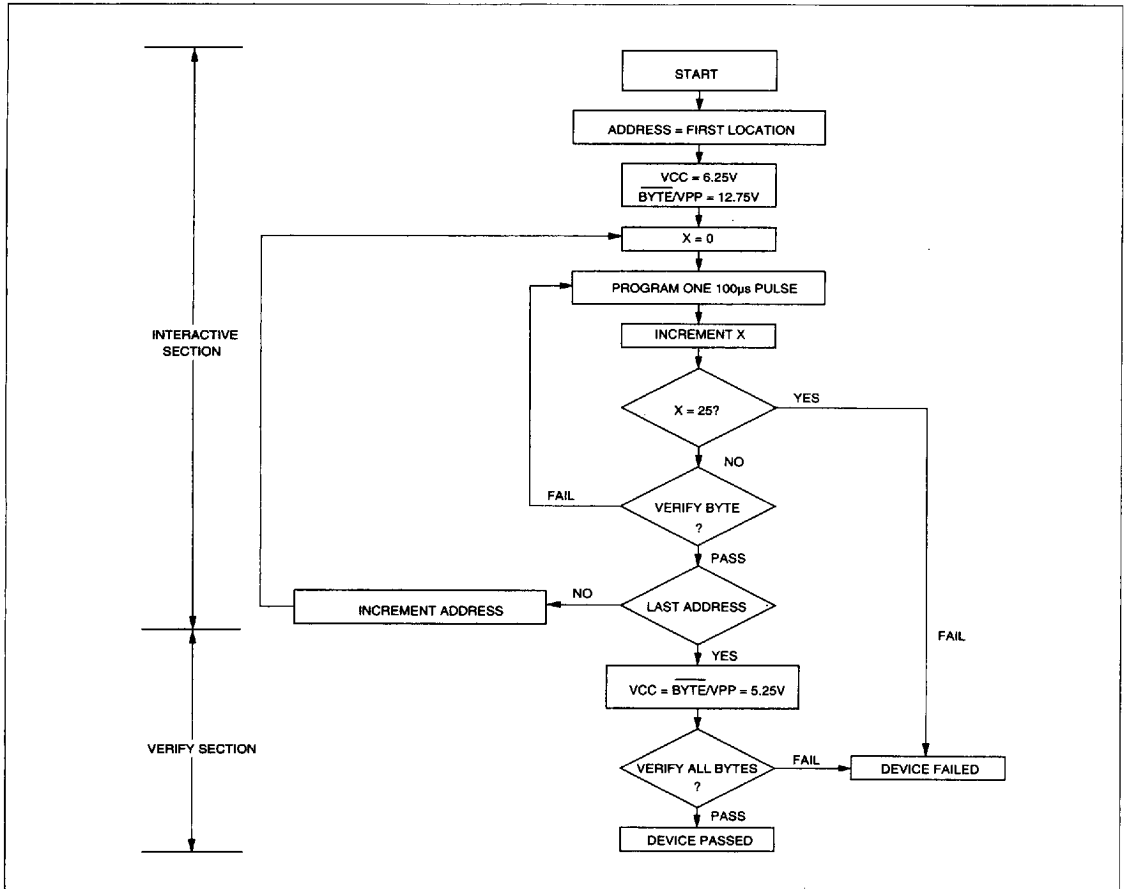 START
ADDRESS = FIRST LOCATION
VCC = 6.25V
BYTE/VPP = 12.75V
X = 0
PROGRAM ONE 100µs PULSE
INTERACTIVE
SECTION
INCREMENT X
X = 25?
YES
NO
FAIL
VERIFY BYTE
?
PASS
NO
INCREMENT ADDRESS
LAST ADDRESS
FAIL
YES
VCC = BYTE/VPP = 5.25V
VERIFY SECTION
VERIFY ALL BYTES
?
FAIL
DEVICE FAILED
PASS
DEVICE PASSED